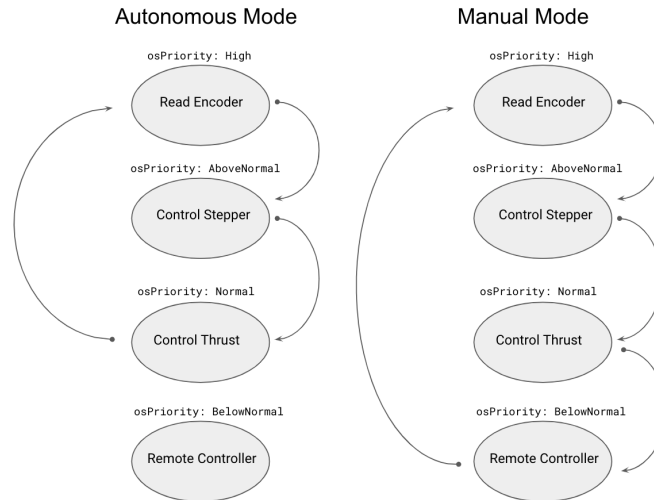 Autonomous Mode
Manual Mode
osPriority: High
Read Encoder
osPriority: AboveNormal
Control Stepper
osPriority: Normal
Control Thrust
osPriority: BelowNormal
Remote Controller
osPriority: High
Read Encoder
osPriority: AboveNormal
Control Stepper
osPriority: Normal
Control Thrust
osPriority: BelowNormal
Remote Controller